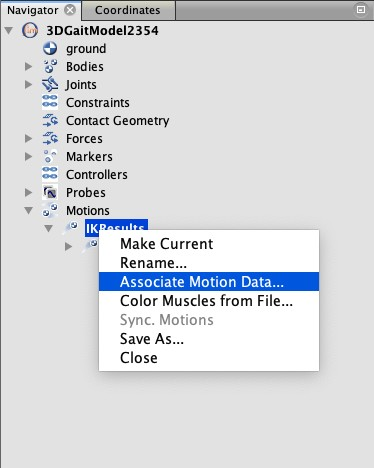 Navigator Coordinates
3DGaitModel2354
ground
Bodies
Joints
Constraints
Contact Geometry
Forces
Markers
Controllers
Probes
Motions
IKResults
Make Current
Rename...
Associate Motion Data...
Color Muscles from File...
Sync. Motions
Save As...
Close